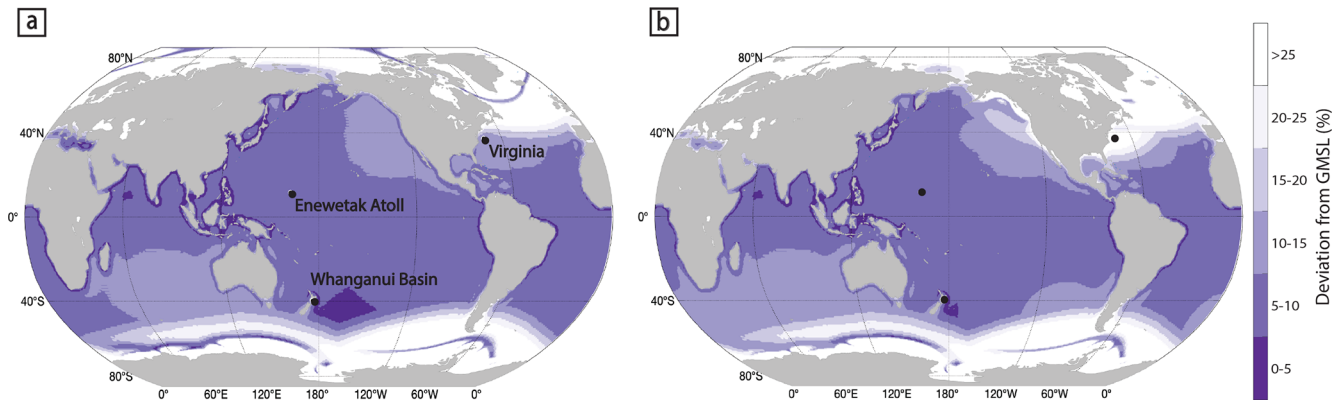 a
b
80°N
40°N
0°
40°S
80°S
0°
60°E
120°E
180°
120°W
60°W
0°
Virginia
Enewetak Atoll
Whanganui Basin
80°N
40°N
0°
40°S
80°S
0°
60°E
120°E
180°
120°W
60°W
0°
>25
20-25
15-20
10-15
5-10
0-5
Deviation from GMSL (%)